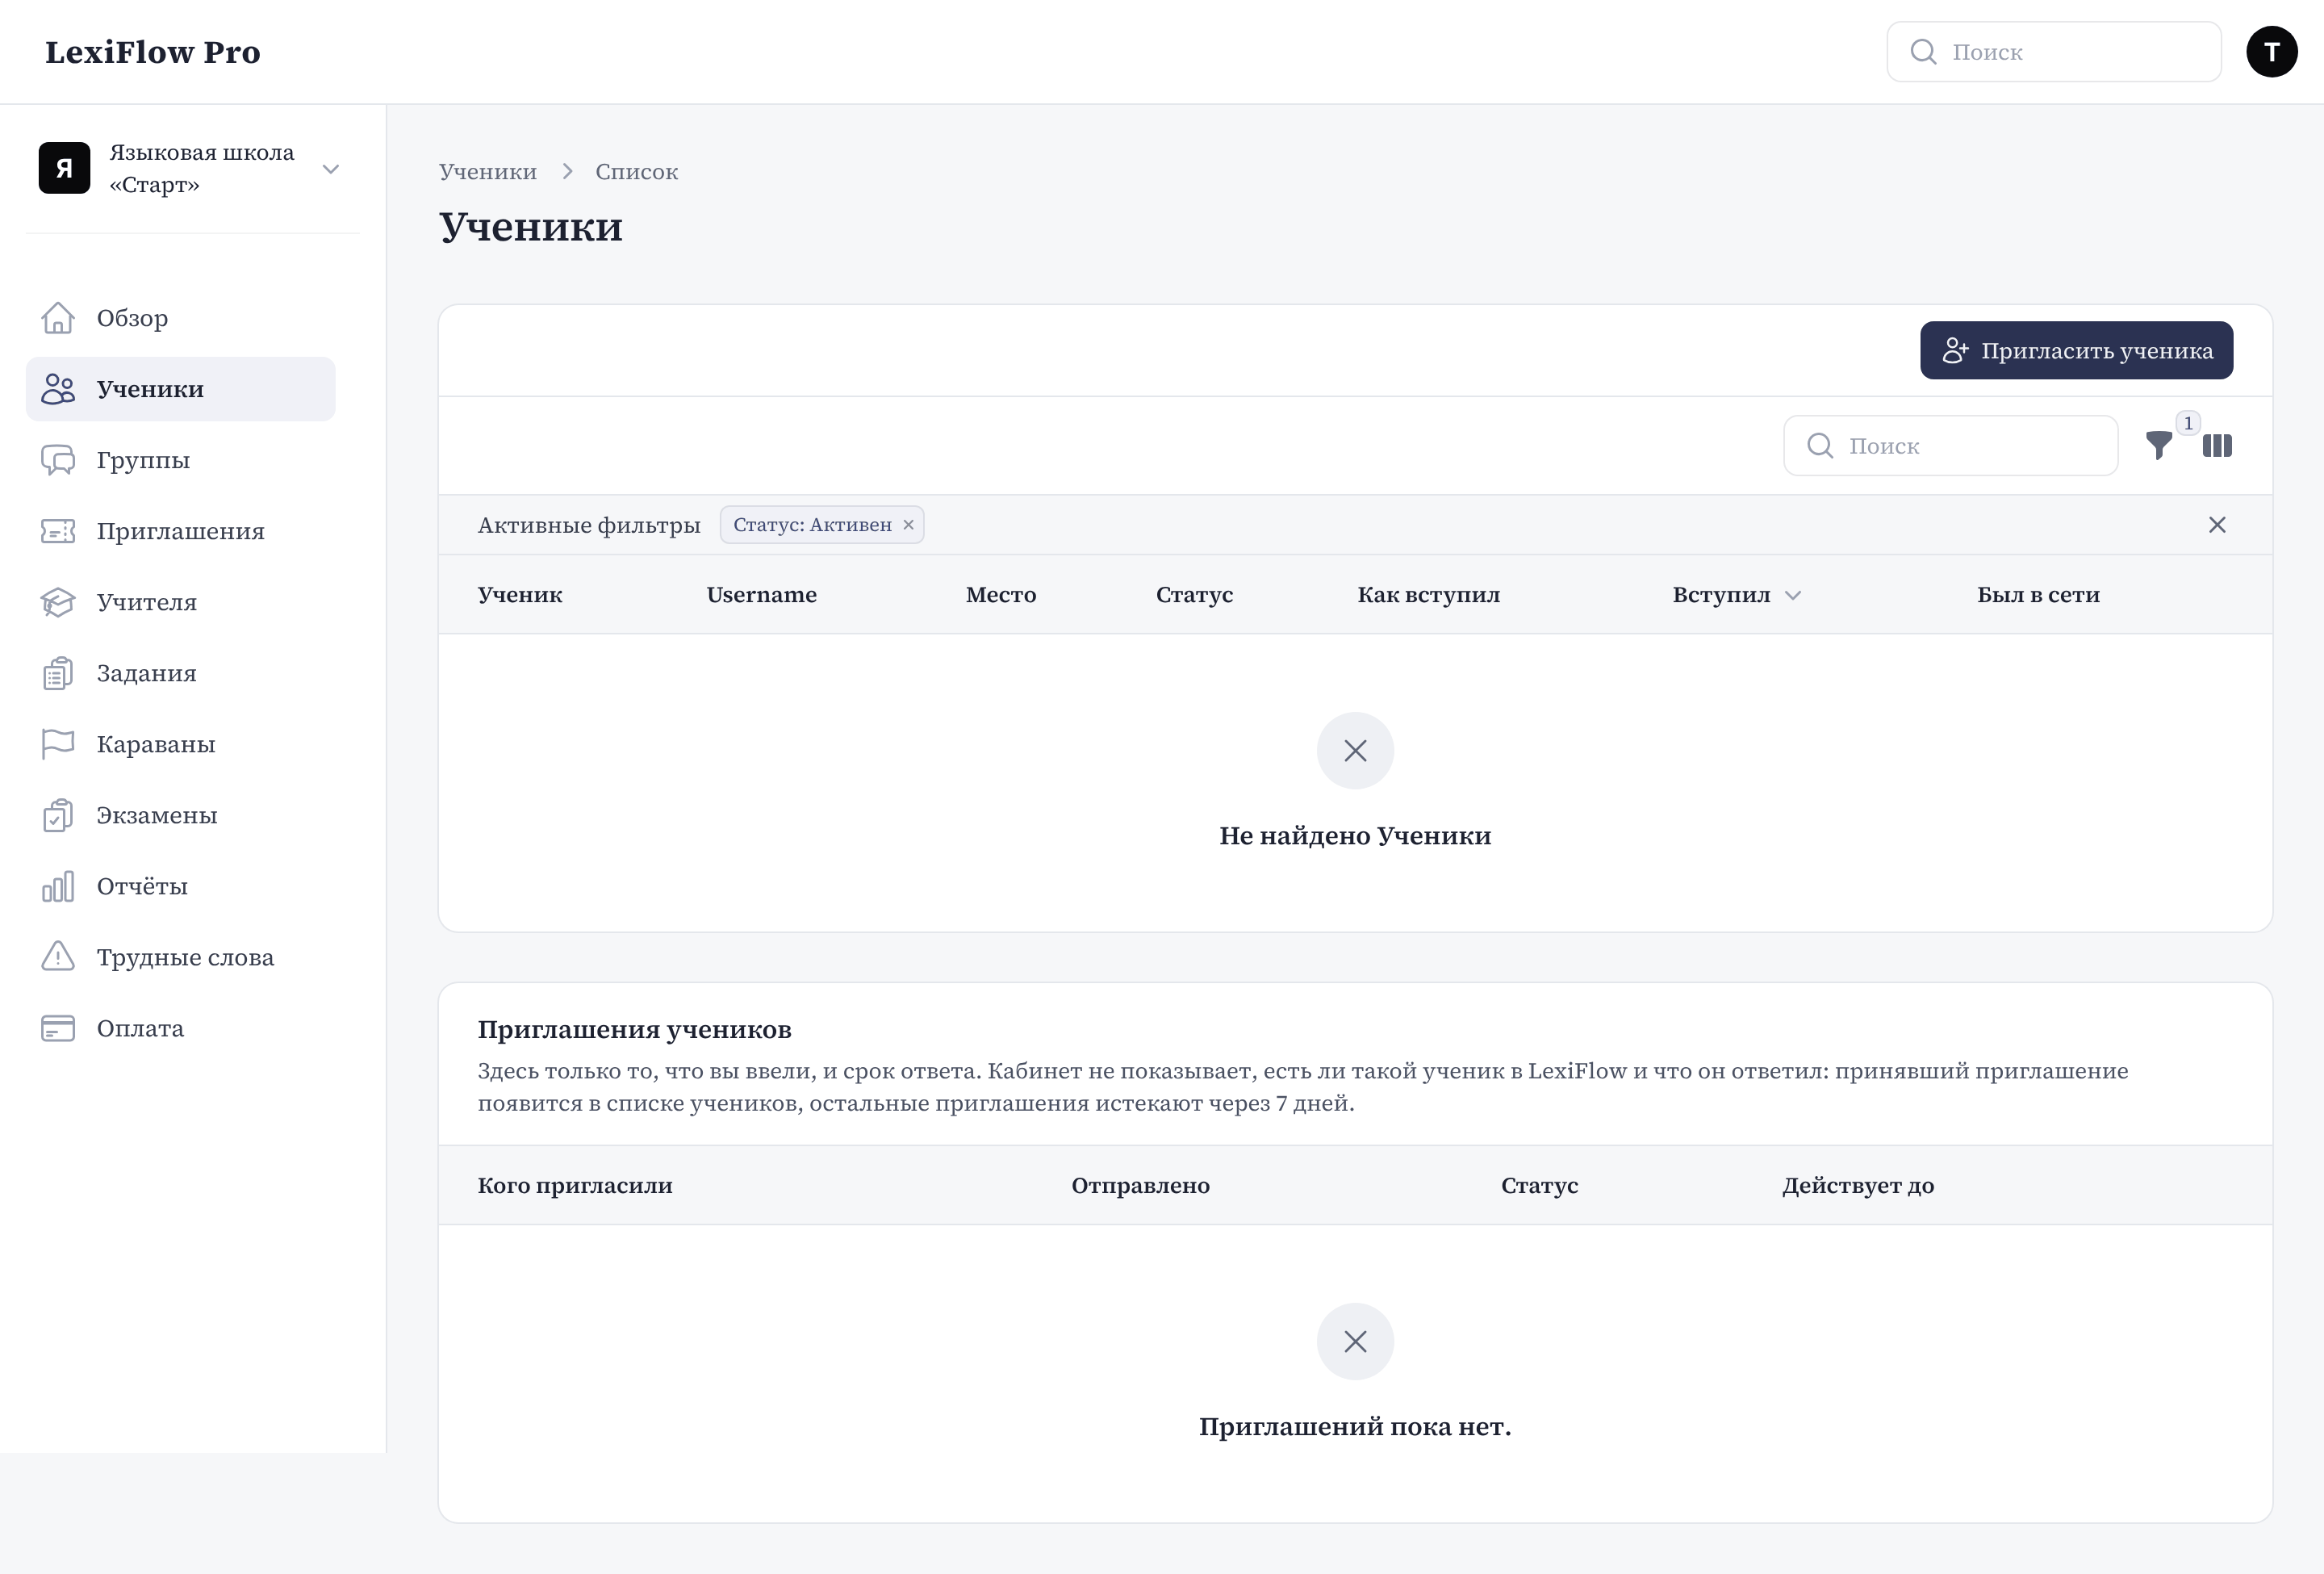 LexiFlow Pro
Поиск
T
Я
Языковая школа
«Старт»
Обзор
Ученики
Группы
Приглашения
Учителя
Задания
Караваны
Экзамены
Отчёты
Трудные слова
Оплата
Ученики
Список
Ученики
Пригласить ученика
Поиск
1
Активные фильтры Статус: Активен
Ученик Username Место Статус Как вступил Вступил Был в сети
Не найдено Ученики
Приглашения учеников
Здесь только то, что вы ввели, и срок ответа. Кабинет не показывает, есть ли такой ученик в LexiFlow и что он ответил: принявший приглашение
появится в списке учеников, остальные приглашения истекают через 7 дней.
Кого пригласили Отправлено Статус Действует до
Приглашений пока нет.